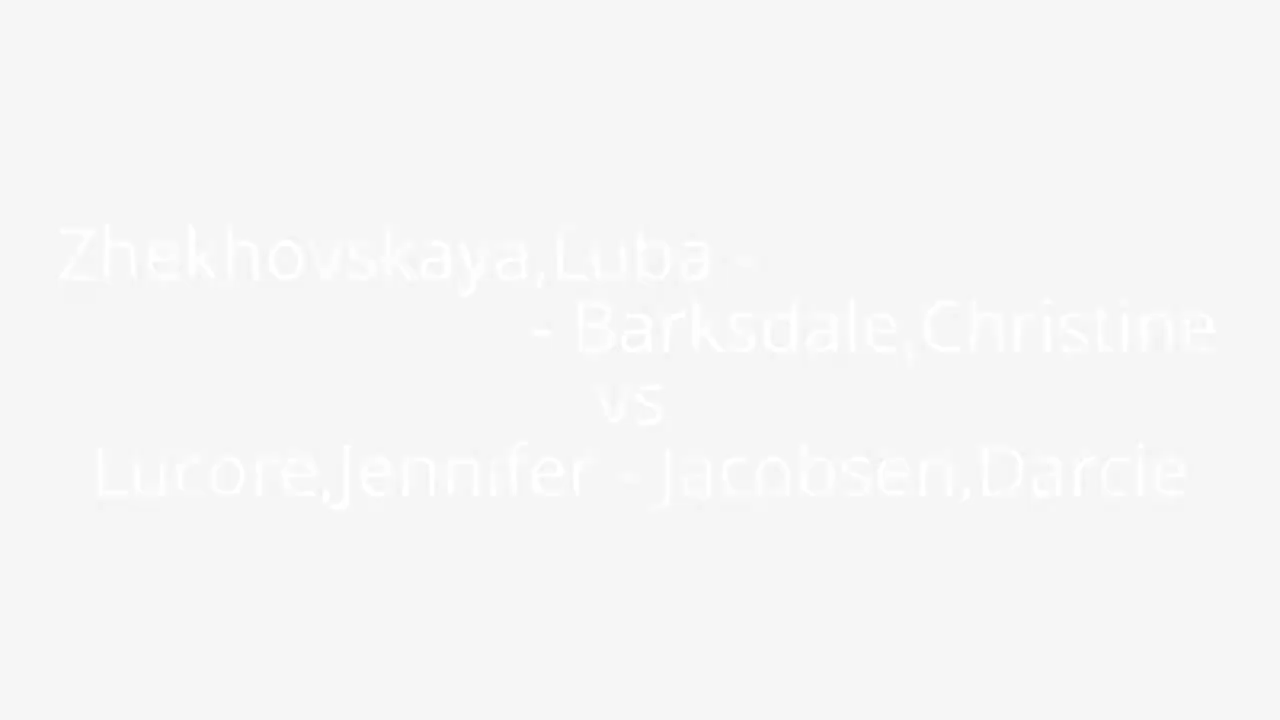 Zhekhovskaya,Luba -
- Barksdale,Christine
vs
Lucore,Jennifer - Jacobsen,Darcie